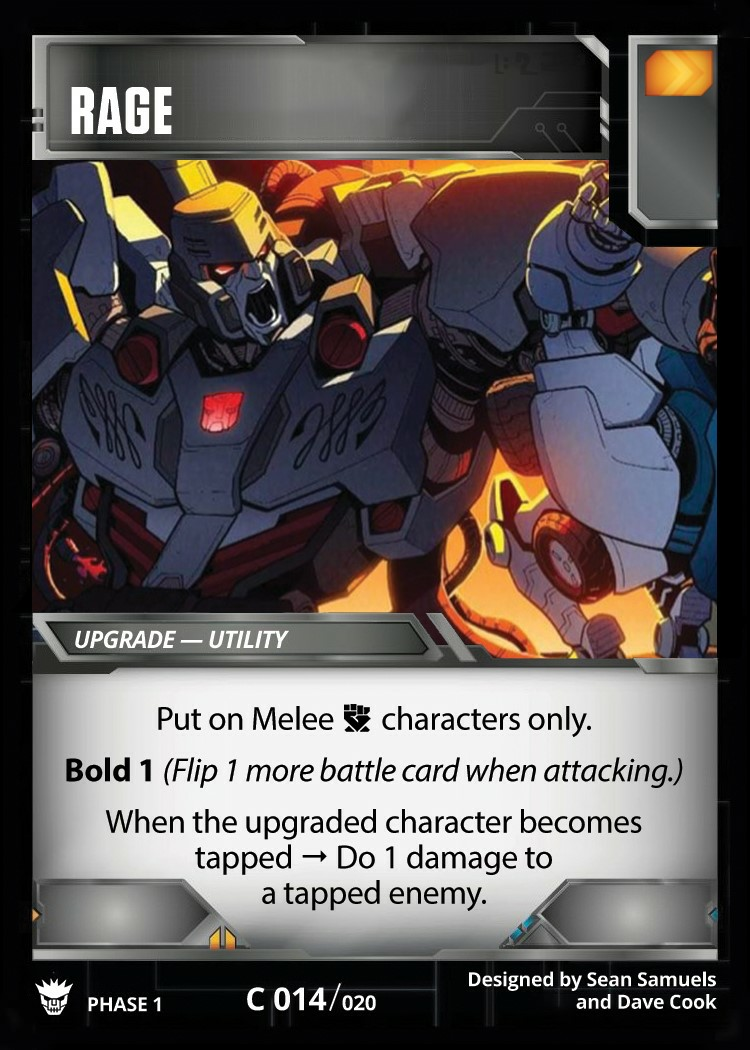 RAGE
UPGRADE — UTILITY
Put on Melee characters only.
Bold 1 (Flip 1 more battle card when attacking.)
When the upgraded character becomes
tapped → Do 1 damage to
a tapped enemy.
PHASE 1
C 014/020
Designed by Sean Samuels
and Dave Cook